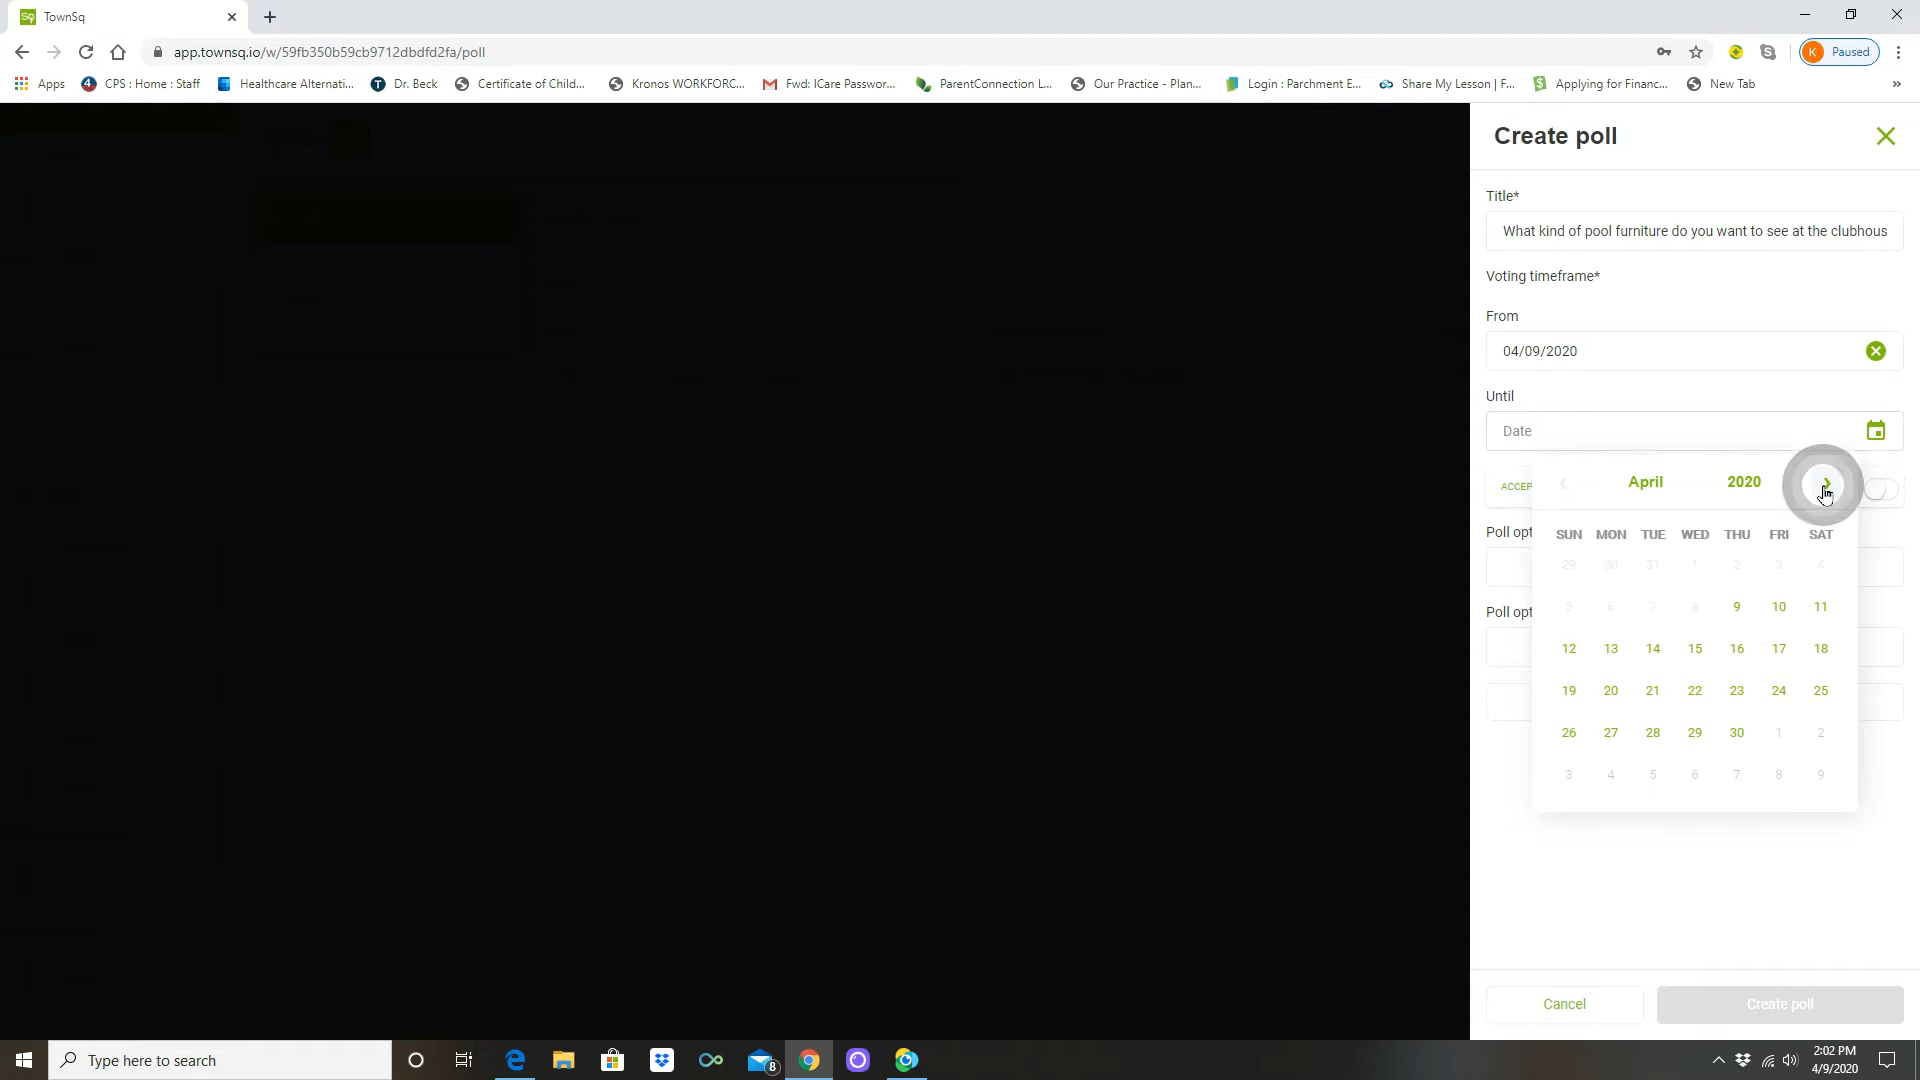 TownSq
app.townsq.io/w/59fb350b59cb9712dbdfd2fa/poll
Paused
Apps
CPS : Home : Staff
Healthcare Alternati...
Dr. Beck
Certificate of Child...
Kronos WORKFORC...
Fwd: ICare Passwor...
ParentConnection L...
Our Practice - Plan...
Login : Parchment E...
Share My Lesson | F...
Applying for Financ...
New Tab
Create poll
Title*
What kind of pool furniture do you want to see at the clubhous
Voting timeframe*
From
04/09/2020
Until
Date
ACCEP
April 2020
Poll opt
SUN MON TUE WED THU FRI SAT
29 30 31 1 2 3 4
5 6 7 8 9 10 11
Poll opt
12 13 14 15 16 17 18
19 20 21 22 23 24 25
26 27 28 29 30 1 2
3 4 5 6 7 8 9
Cancel
Create poll
Type here to search
8
2:02 PM
4/9/2020